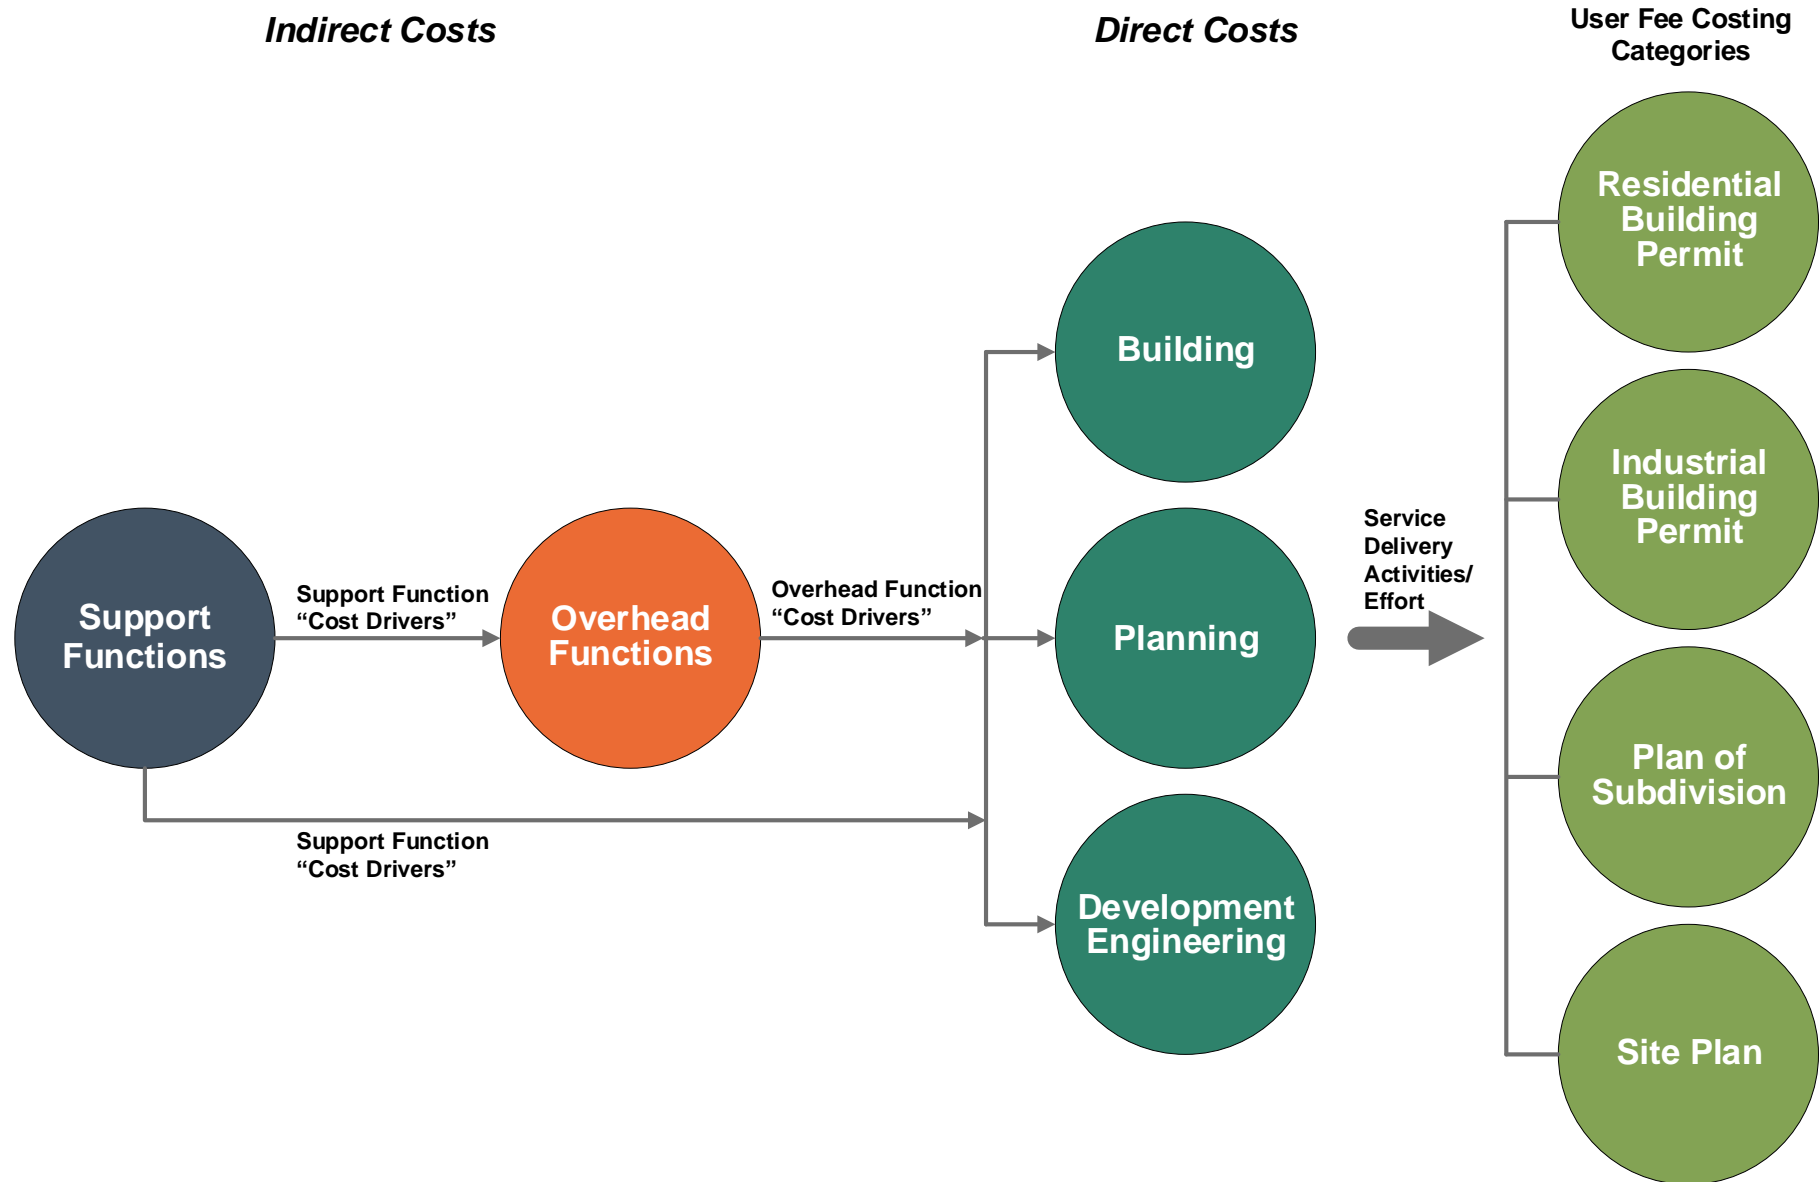 Indirect Costs
Direct Costs
User Fee Costing
Categories
Support
Functions
Support Function
“Cost Drivers”
Overhead
Functions
Overhead Function
“Cost Drivers”
Support Function
“Cost Drivers”
Building
Planning
Development
Engineering
Service
Delivery
Activities/
Effort
Residential
Building
Permit
Industrial
Building
Permit
Plan of
Subdivision
Site Plan